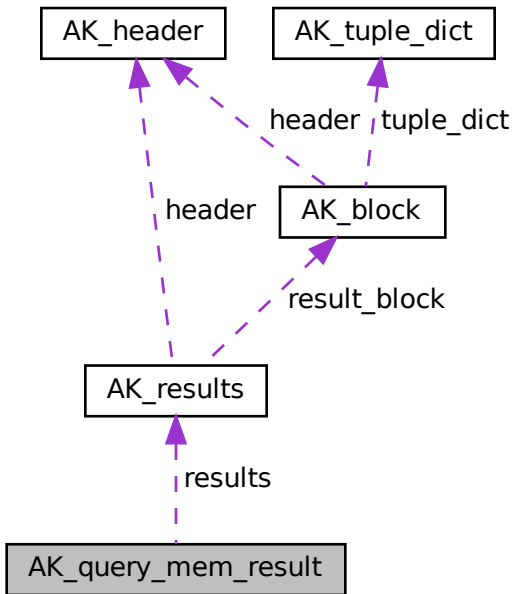 AK_header
AK_tuple_dict
header
tuple_dict
AK_block
header
result_block
AK_results
results
AK_query_mem_result